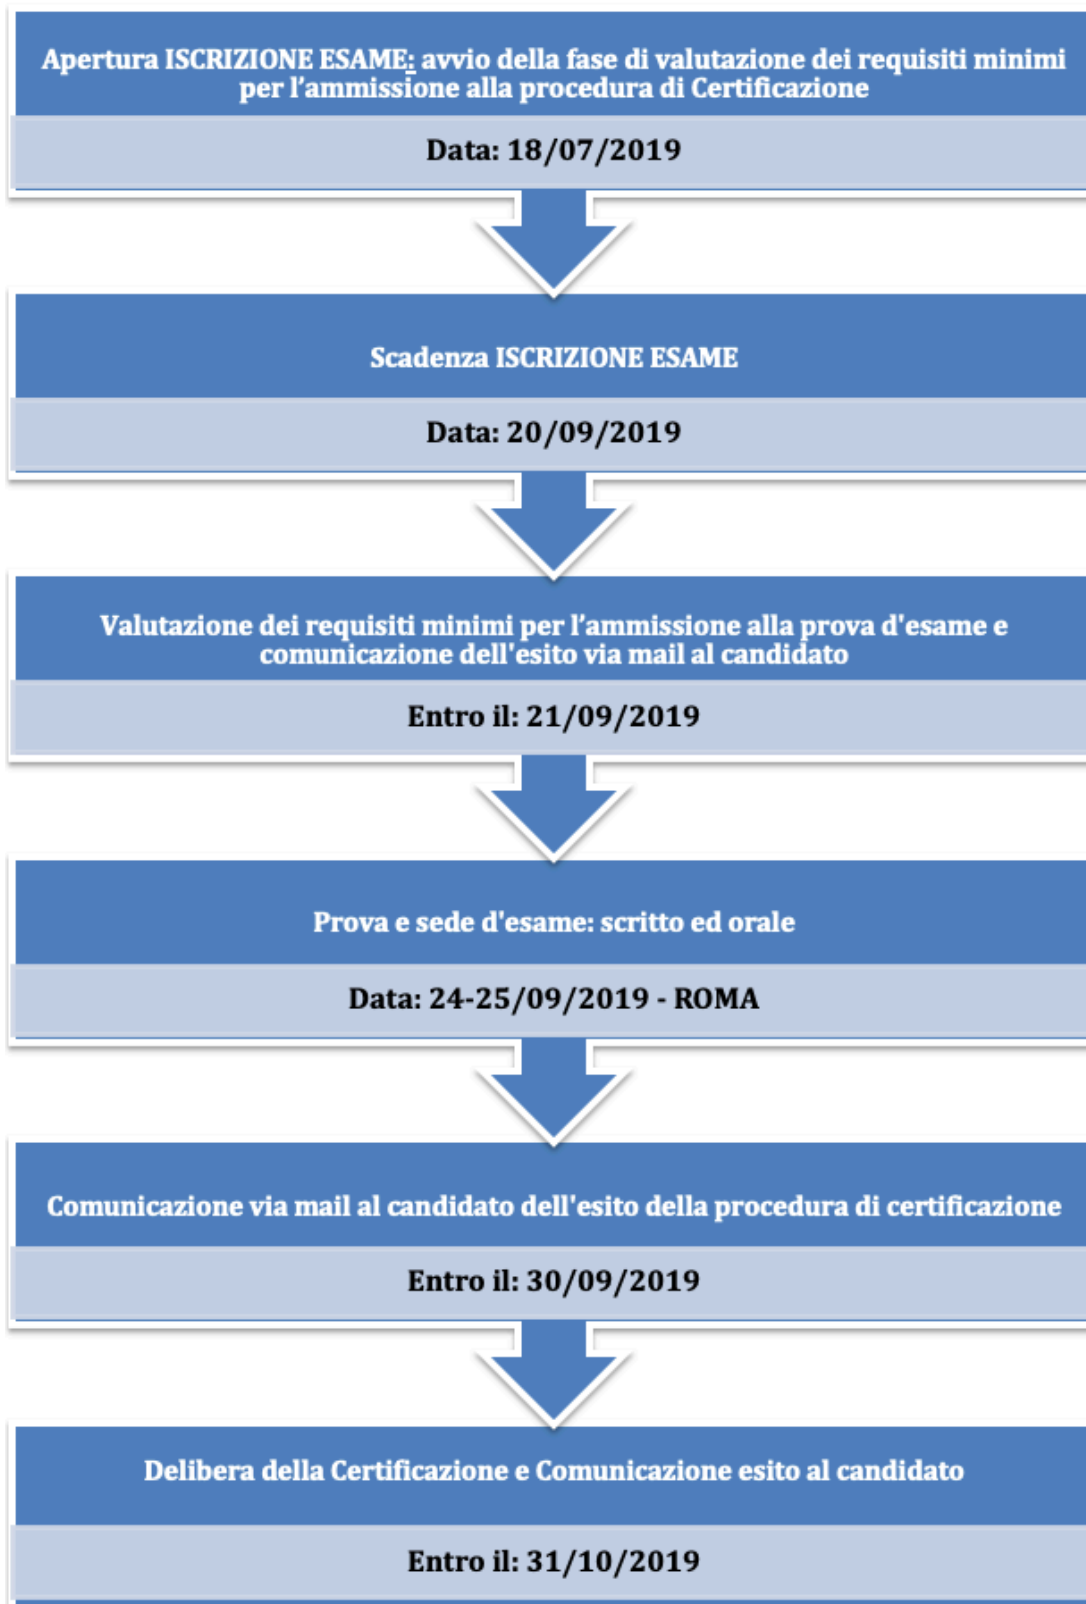 Apertura ISCRIZIONE ESAME: avvio della fase di valutazione dei requisiti minimi
per l’ammissione alla procedura di Certificazione
Data: 18/07/2019
Scadenza ISCRIZIONE ESAME
Data: 20/09/2019
Valutazione dei requisiti minimi per l’ammissione alla prova d'esame e
comunicazione dell'esito via mail al candidato
Entro il: 21/09/2019
Prova e sede d'esame: scritto ed orale
Data: 24-25/09/2019 - ROMA
Comunicazione via mail al candidato dell'esito della procedura di certificazione
Entro il: 30/09/2019
Delibera della Certificazione e Comunicazione esito al candidato
Entro il: 31/10/2019